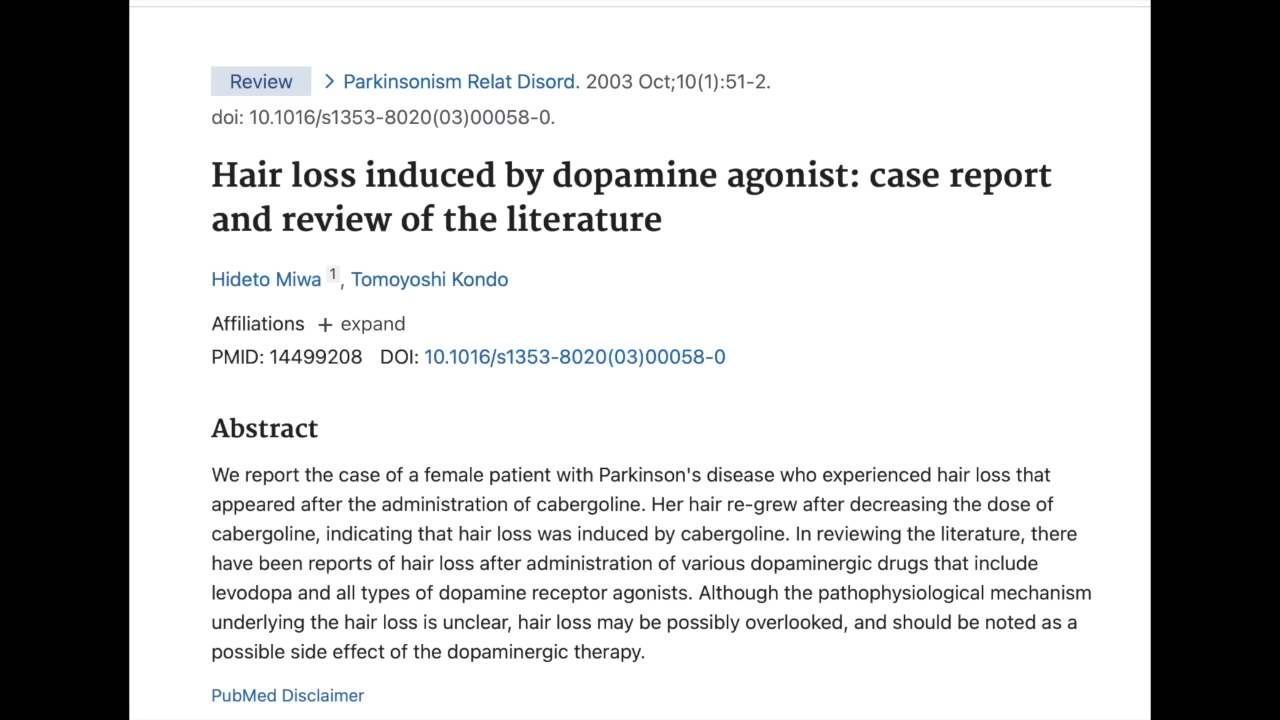 Review > Parkinsonism Relat Disord. 2003 Oct;10(1):51-2.
doi: 10.1016/s1353-8020(03)00058-0.
Hair loss induced by dopamine agonist: case report
and review of the literature
Hideto Miwa 1, Tomoyoshi Kondo
Affiliations + expand
PMID: 14499208 DOI: 10.1016/s1353-8020(03)00058-0
Abstract
We report the case of a female patient with Parkinson's disease who experienced hair loss that
appeared after the administration of cabergoline. Her hair re-grew after decreasing the dose of
cabergoline, indicating that hair loss was induced by cabergoline. In reviewing the literature, there
have been reports of hair loss after administration of various dopaminergic drugs that include
levodopa and all types of dopamine receptor agonists. Although the pathophysiological mechanism
underlying the hair loss is unclear, hair loss may be possibly overlooked, and should be noted as a
possible side effect of the dopaminergic therapy.
PubMed Disclaimer